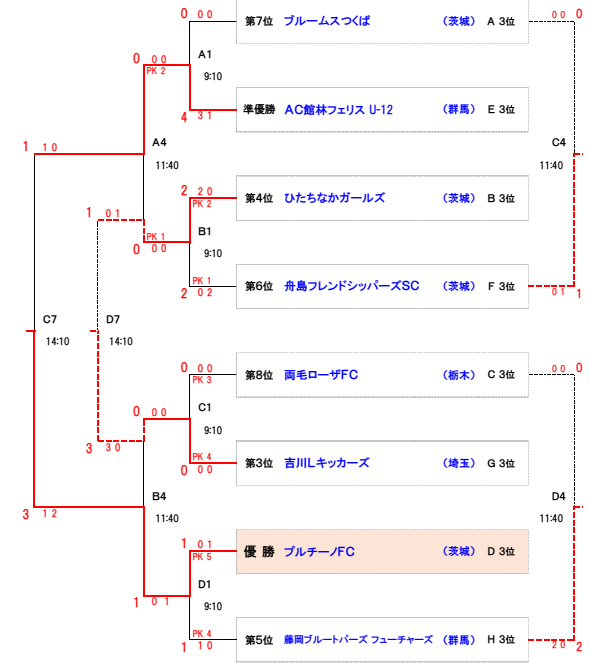 0 0 0
第7位 ブルームスつくば (茨城) A 3位
0 0 0
A1
9:10
0 0 0
PK 2
4 3 1
準優勝 AC館林フェリス U-12 (群馬) E 3位
1 1 0
A4
11:40
C4
11:40
2 2 0
PK 2
第4位 ひたちなかガールズ (茨城) B 3位
1 0 1
B1
9:10
PK 1
0 0 0
PK 1
2 0 2
第6位 舟島フレンドシッパーズSC (茨城) F 3位
0 1 1
C7
14:10
D7
14:10
0 0 0
PK 3
第8位 両毛ローザFC (栃木) C 3位
0 0 0
C1
9:10
0 0 0
3 3 0
PK 4
0 0 0
第3位 吉川Lキッカーズ (埼玉) G 3位
3 1 2
B4
11:40
D4
11:40
1 0 1
PK 5
優 勝 プルチーノFC (茨城) D 3位
D1
9:10
1 0 1
PK 4
1 1 0
第5位 藤岡ブルートパーズ フューチャーズ (群馬) H 3位
2 0 2